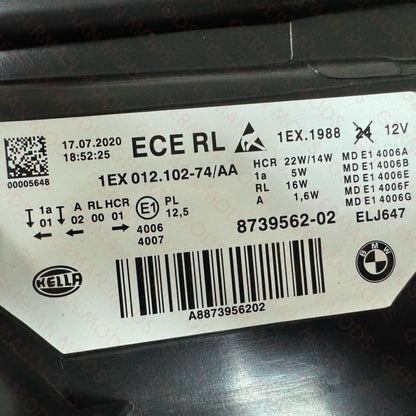 17.07.2020
18:52:25
ECE RL
1EX.1988 24 12V
00005648
1EX 012.102-74/AA
HCR 22W/14W MD E1 4006A
1a 5W MD E1 4006B
RL 16W MD E1 4006E
A 1,6W MD E1 4006F
MD E1 4006G
1a A RL HCR E1 PL
01 02 00 01 12,5
4006
4007
8739562-02 ELJ647
HELLA
BMW
A8873956202
GERMAN MODS